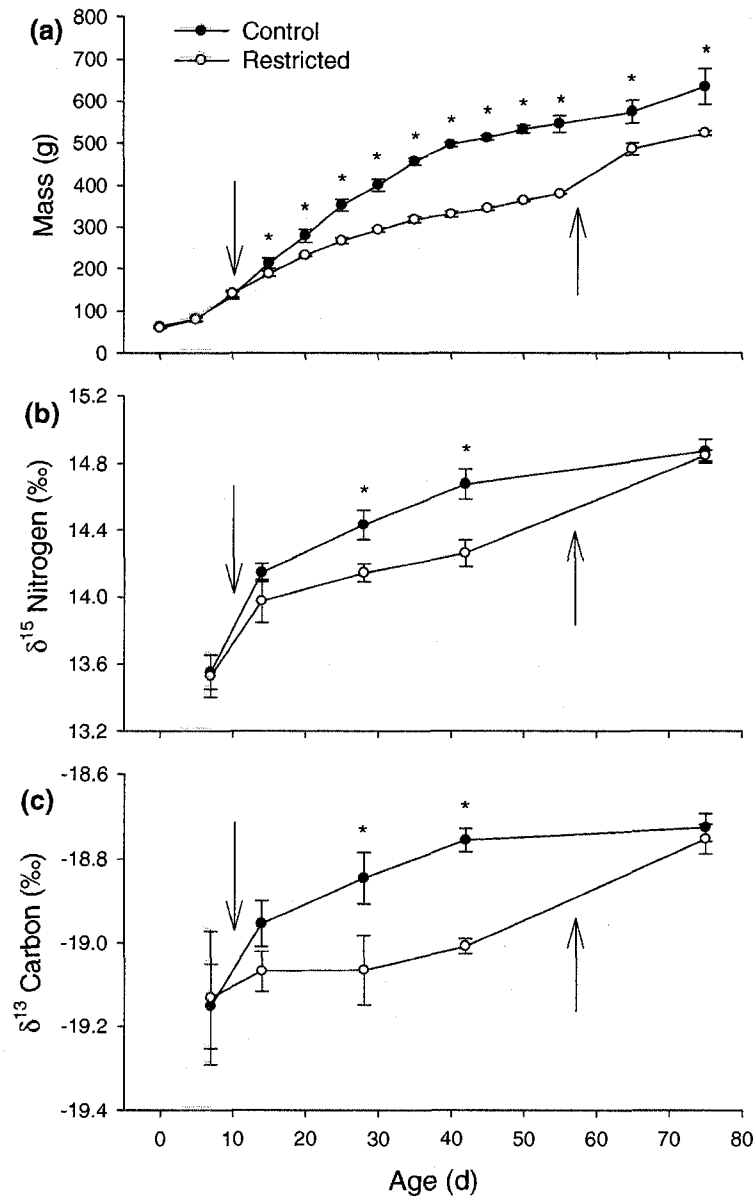 (a)
Control
Restricted
Mass (g)
800
700
600
500
400
300
200
100
0
* * * * * * * * * * * *
(b)
δ15 Nitrogen (‰)
15.2
14.8
14.4
14.0
13.6
13.2
* *
(c)
δ13 Carbon (‰)
-18.6
-18.8
-19.0
-19.2
-19.4
* *
0 10 20 30 40 50 60 70 80
Age (d)